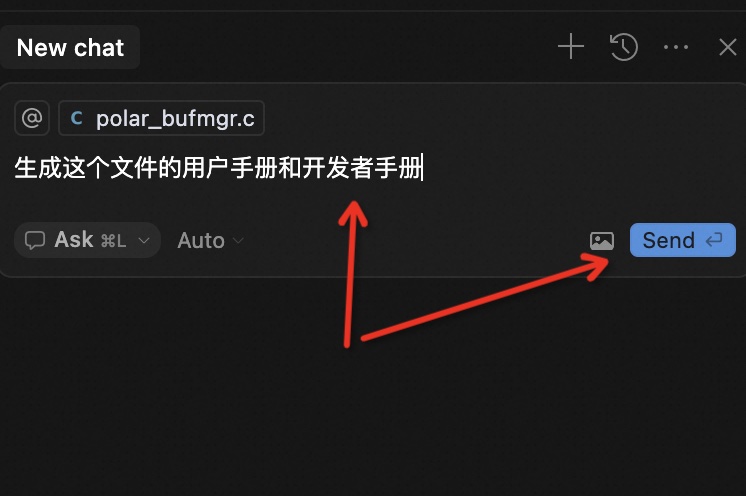 New chat
@ C polar_bufmgr.c
生成这个文件的用户手册和开发者手册
Ask ⌘L Auto Send